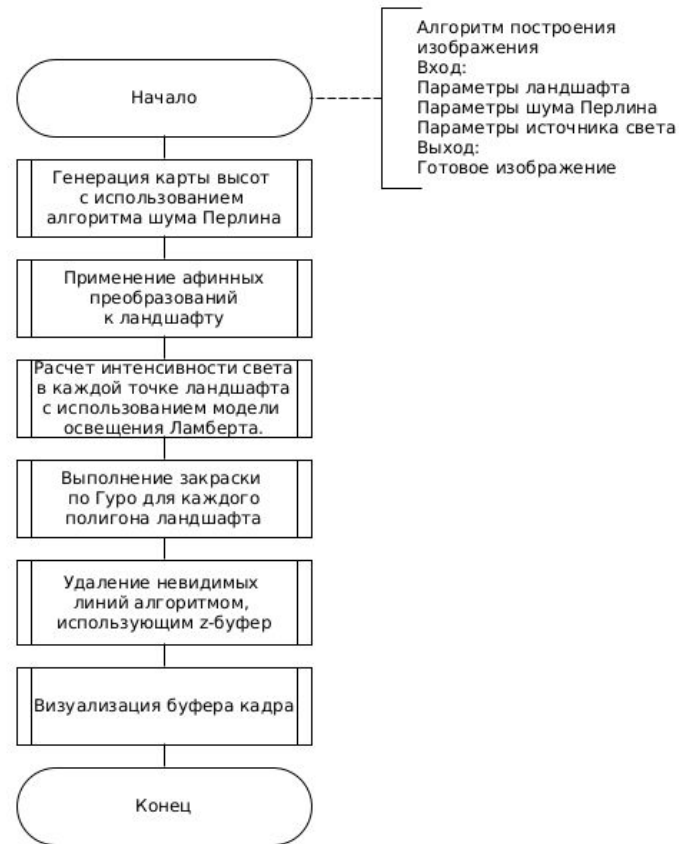 Алгоритм построения
изображения
Вход:
Параметры ландшафта
Параметры шума Перлина
Параметры источника света
Выход:
Готовое изображение
Начало
Генерация карты высот
с использованием
алгоритма шума Перлина
Применение афинных
преобразований
к ландшафту
Расчет интенсивности света
в каждой точке ландшафта
с использованием модели
освещения Ламберта.
Выполнение закраски
по Гуро для каждого
полигона ландшафта
Удаление невидимых
линий алгоритмом,
использующим z-буфер
Визуализация буфера кадра
Конец